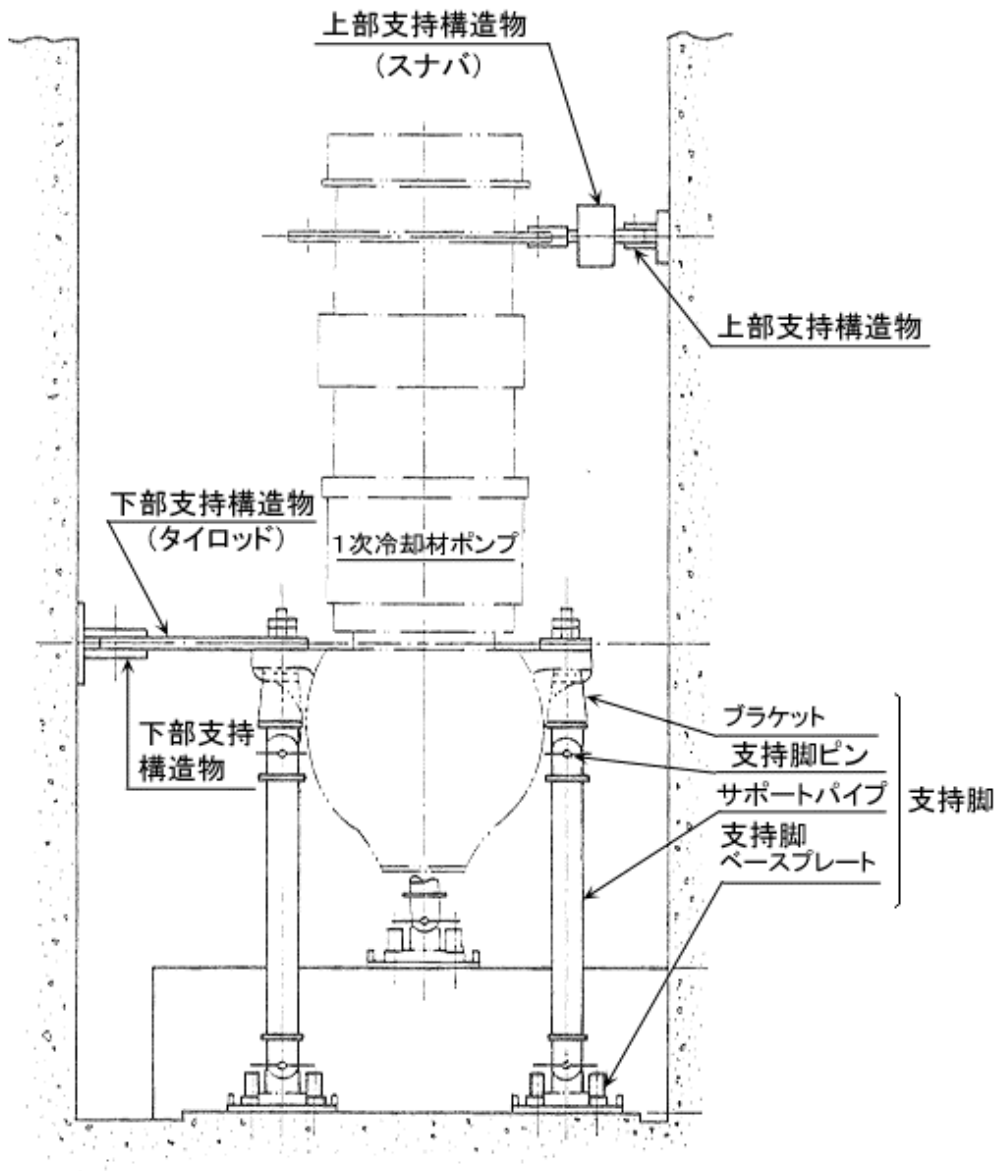 上部支持構造物
（スナバ）
上部支持構造物
下部支持構造物
（タイロッド）
１次冷却材ポンプ
下部支持
構造物
ブラケット
支持脚ピン
サポートパイプ
支持脚
ベースプレート
支持脚